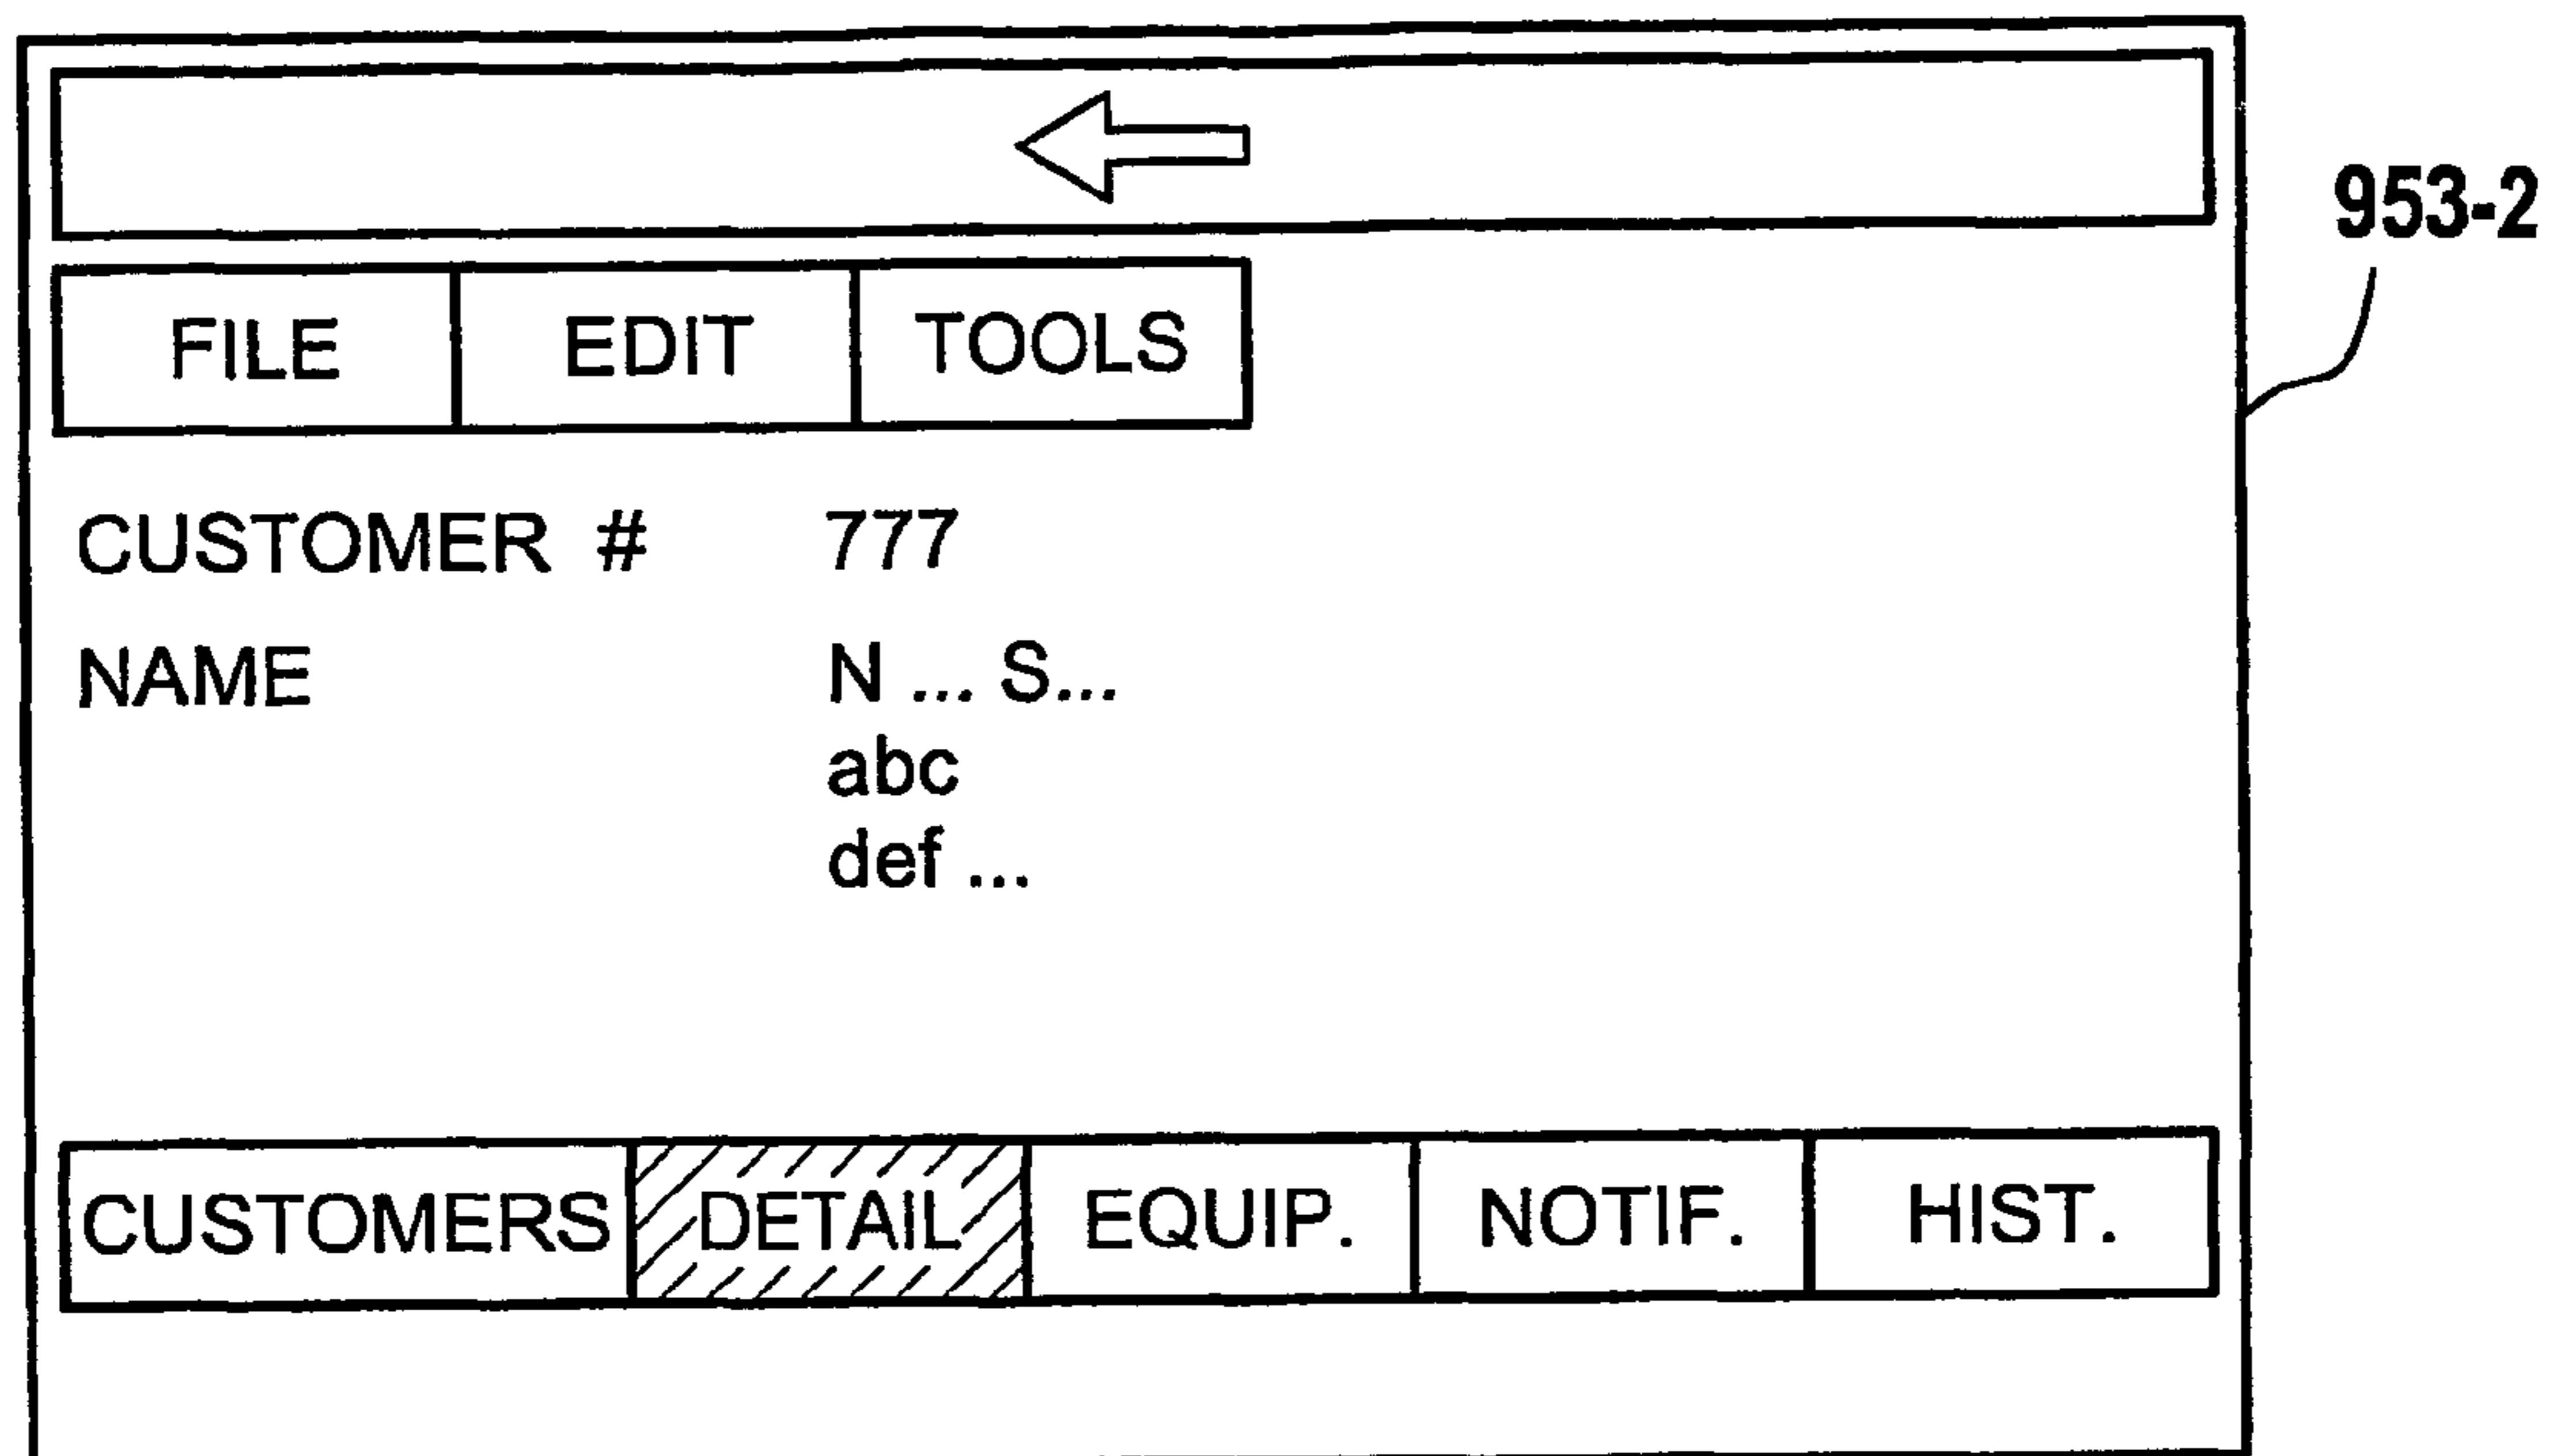 953-2
FILE EDIT TOOLS
CUSTOMER # 777
NAME N ... S...
abc
def ...
CUSTOMERS DETAIL EQUIP. NOTIF. HIST.